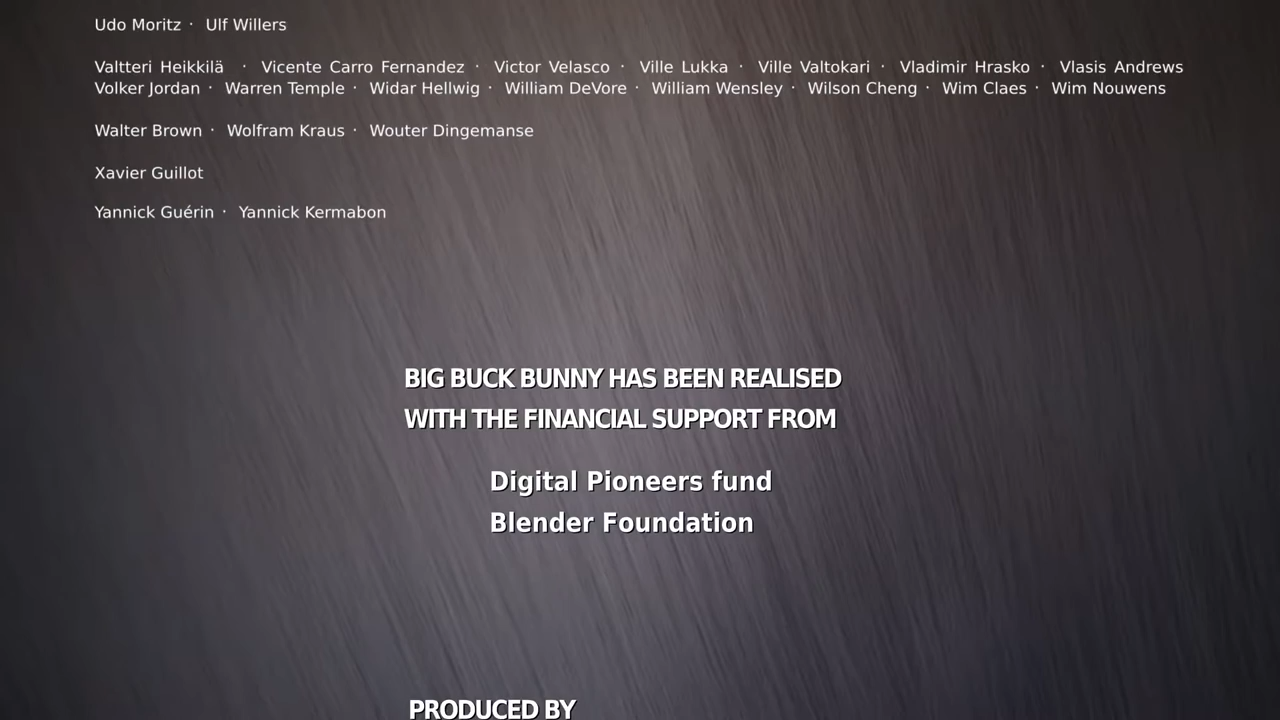 Udo Moritz · Ulf Willers
Valtteri Heikkilä · Vicente Carro Fernandez · Victor Velasco · Ville Lukka · Ville Valtokari · Vladimir Hrasko · Vlasis Andrews
Volker Jordan · Warren Temple · Widar Hellwig · William DeVore · William Wensley · Wilson Cheng · Wim Claes · Wim Nouwens
Walter Brown · Wolfram Kraus · Wouter Dingemanse
Xavier Guillot
Yannick Guérin · Yannick Kermabon
BIG BUCK BUNNY HAS BEEN REALISED
WITH THE FINANCIAL SUPPORT FROM
Digital Pioneers fund
Blender Foundation
PRODUCED BY